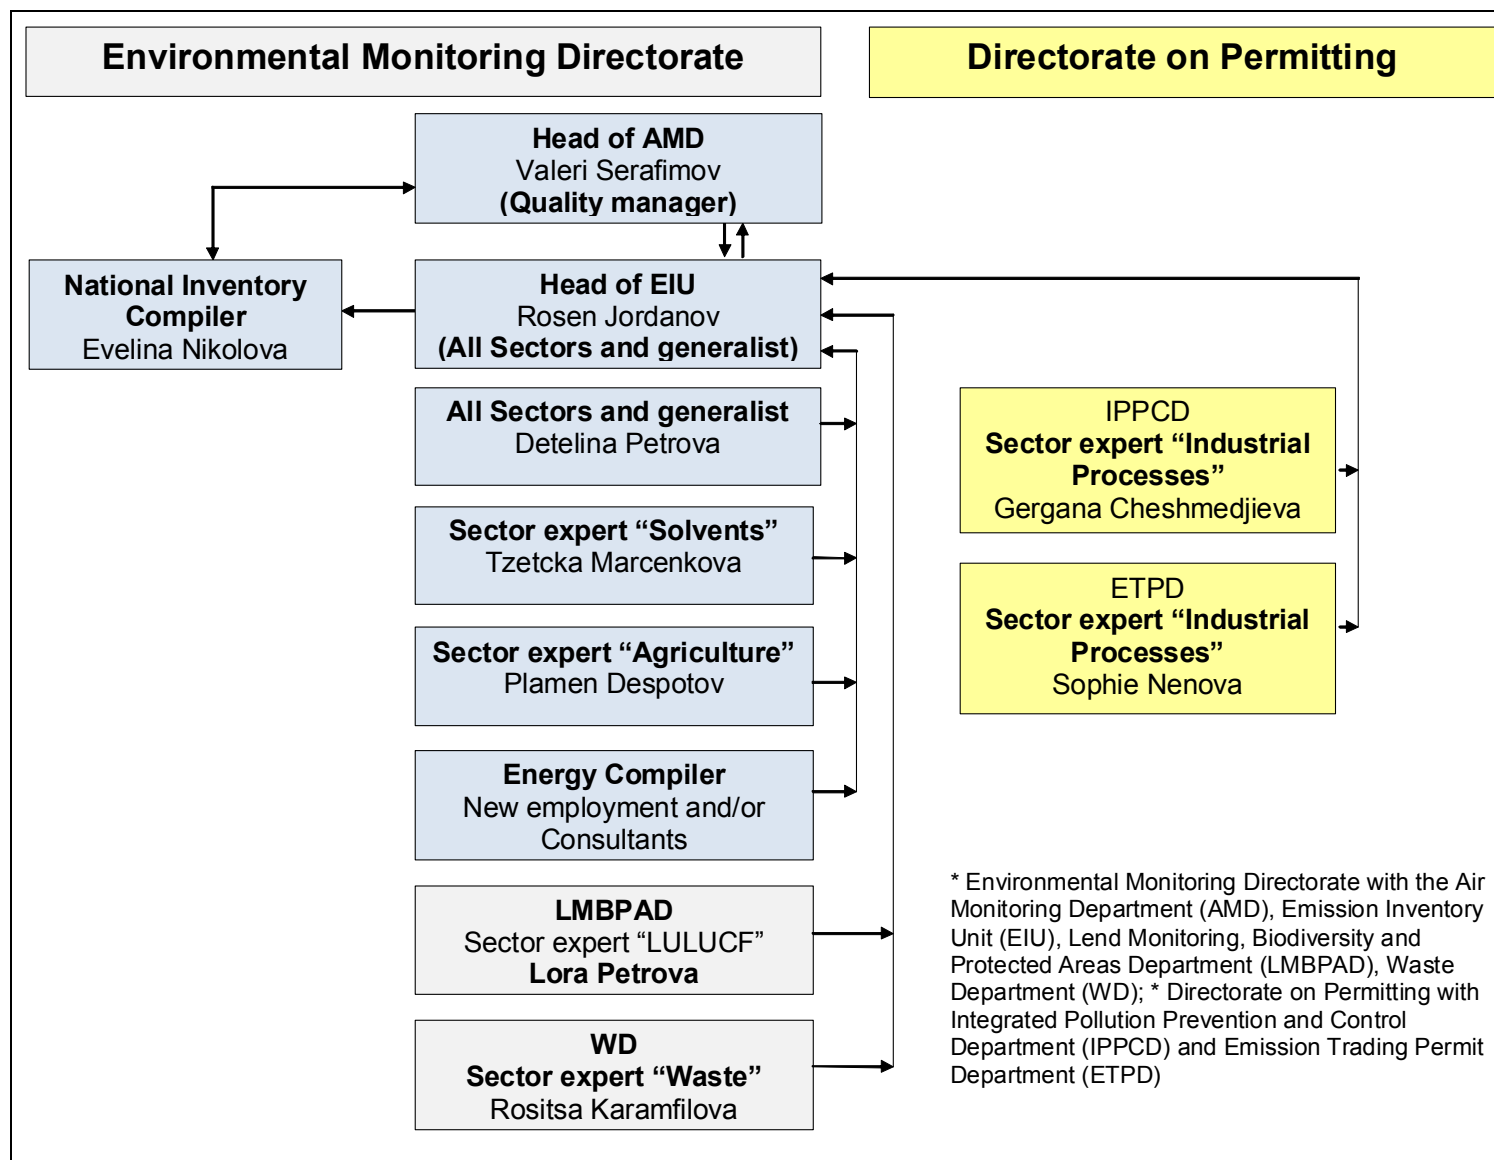 Environmental Monitoring Directorate
Directorate on Permitting
Head of AMD
Valeri Serafimov
(Quality manager)
National Inventory
Compiler
Evelina Nikolova
Head of EIU
Rosen Jordanov
(All Sectors and generalist)
All Sectors and generalist
Detelina Petrova
Sector expert “Solvents”
Tzetcka Marcenkova
Sector expert “Agriculture”
Plamen Despotov
Energy Compiler
New employment and/or
Consultants
LMBPAD
Sector expert “LULUCF”
Lora Petrova
WD
Sector expert “Waste”
Rositsa Karamfilova
IPPCD
Sector expert “Industrial
Processes”
Gergana Cheshmedjieva
ETPD
Sector expert “Industrial
Processes”
Sophie Nenova
* Environmental Monitoring Directorate with the Air
Monitoring Department (AMD), Emission Inventory
Unit (EIU), Lend Monitoring, Biodiversity and
Protected Areas Department (LMBPAD), Waste
Department (WD); * Directorate on Permitting with
Integrated Pollution Prevention and Control
Department (IPPCD) and Emission Trading Permit
Department (ETPD)